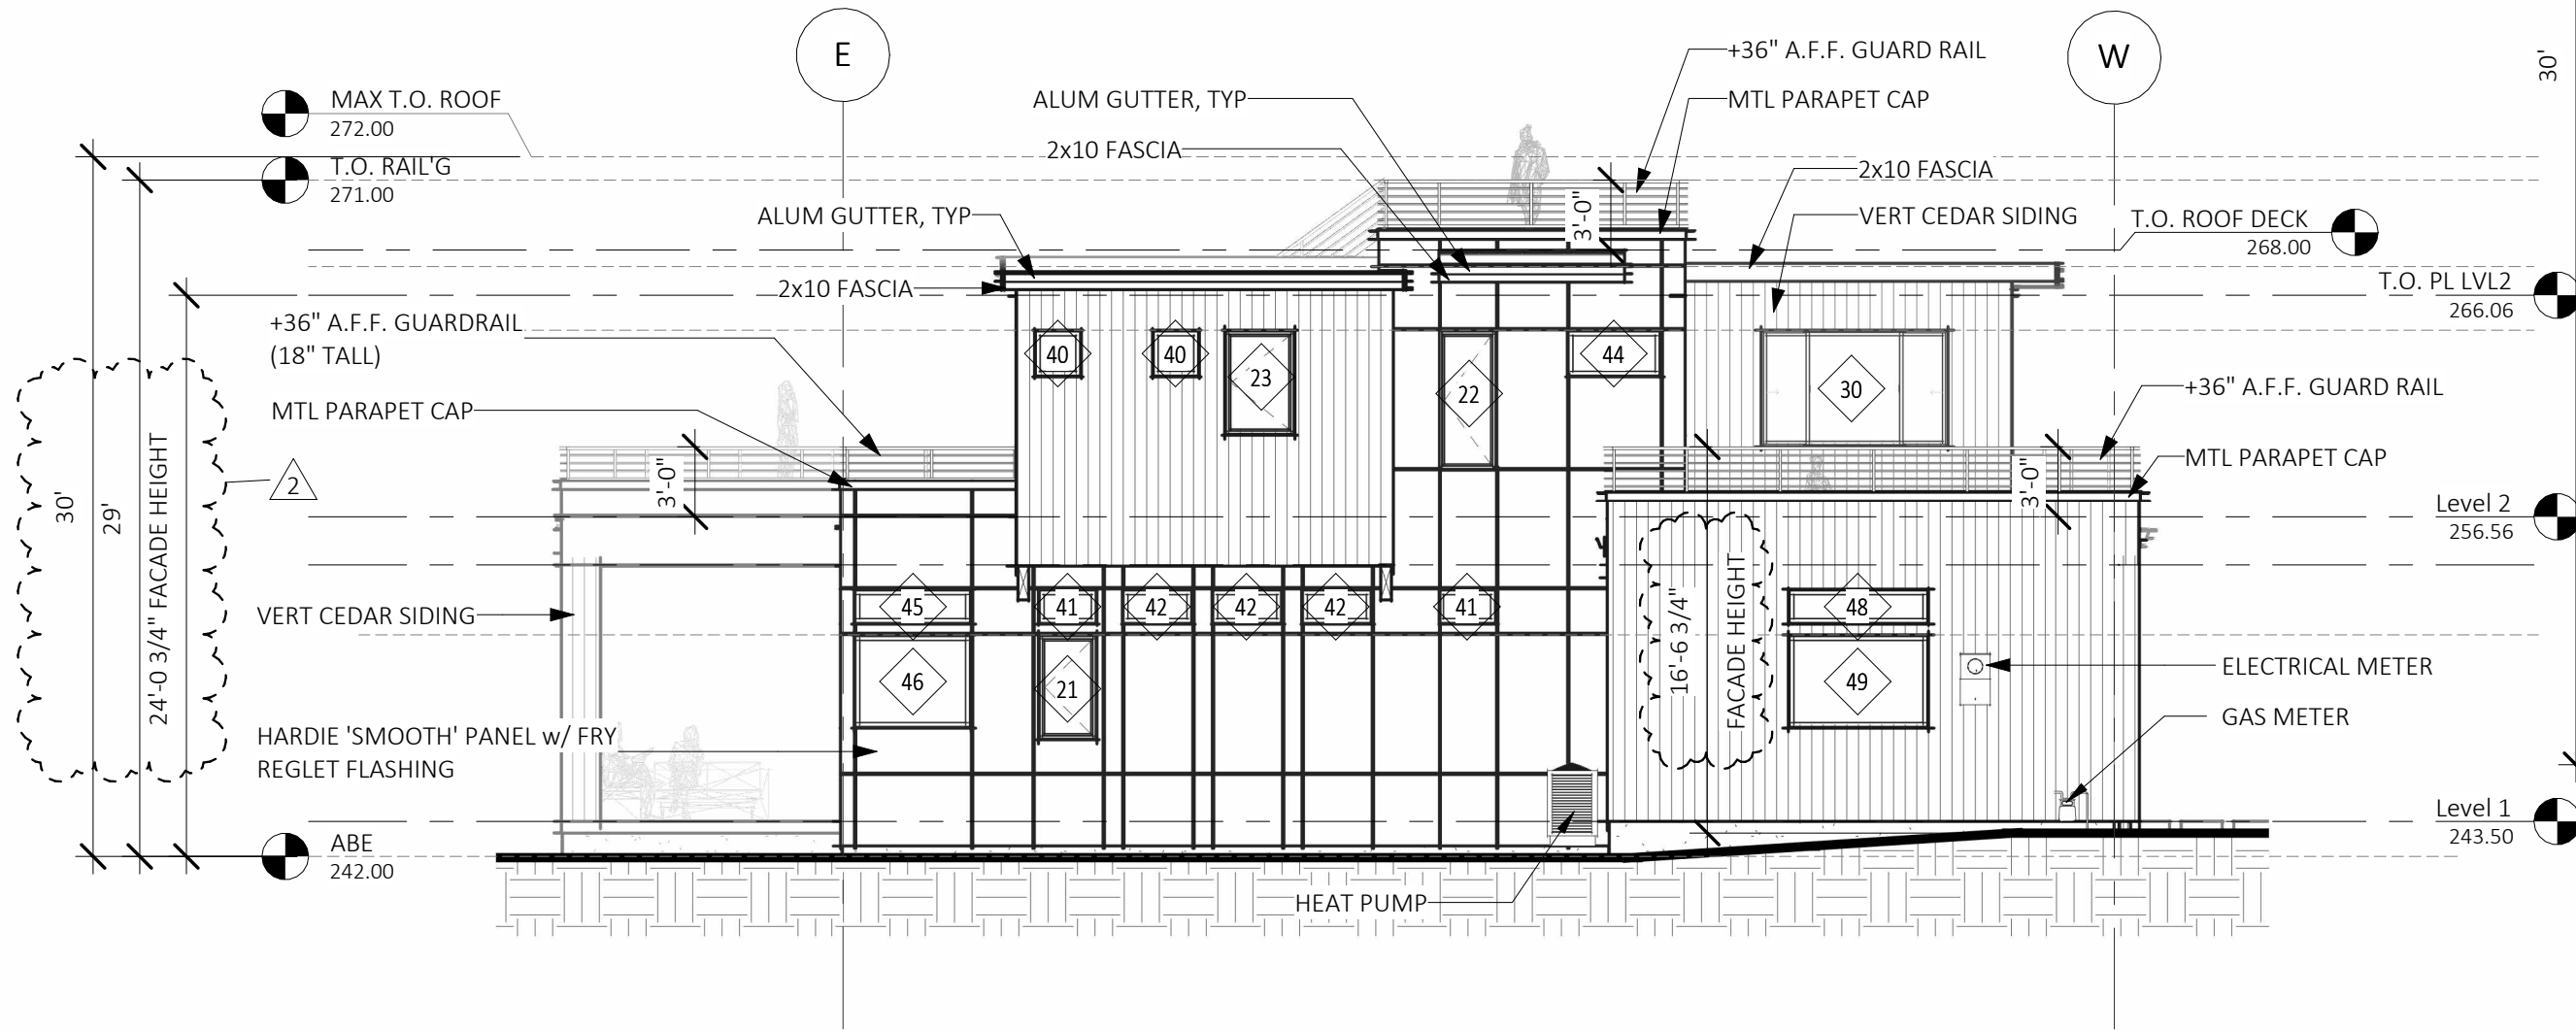 E
W
30'
+36" A.F.F. GUARD RAIL
MAX T.O. ROOF
272.00
ALUM GUTTER, TYP
MTL PARAPET CAP
2x10 FASCIA
T.O. RAIL'G
271.00
2x10 FASCIA
ALUM GUTTER, TYP
VERT CEDAR SIDING
T.O. ROOF DECK
268.00
3'-0"
2x10 FASCIA
T.O. PL LVL2
266.06
+36" A.F.F. GUARDRAIL
(18" TALL)
40
40
23
22
44
30
+36" A.F.F. GUARD RAIL
MTL PARAPET CAP
MTL PARAPET CAP
3'-0"
3'-0"
2
30'
29'
24'-0 3/4" FACADE HEIGHT
Level 2
256.56
VERT CEDAR SIDING
45
41
42
42
42
41
48
16'-6 3/4"
FACADE HEIGHT
46
21
49
ELECTRICAL METER
GAS METER
HARDIE 'SMOOTH' PANEL w/ FRY
REGLET FLASHING
Level 1
243.50
ABE
242.00
HEAT PUMP